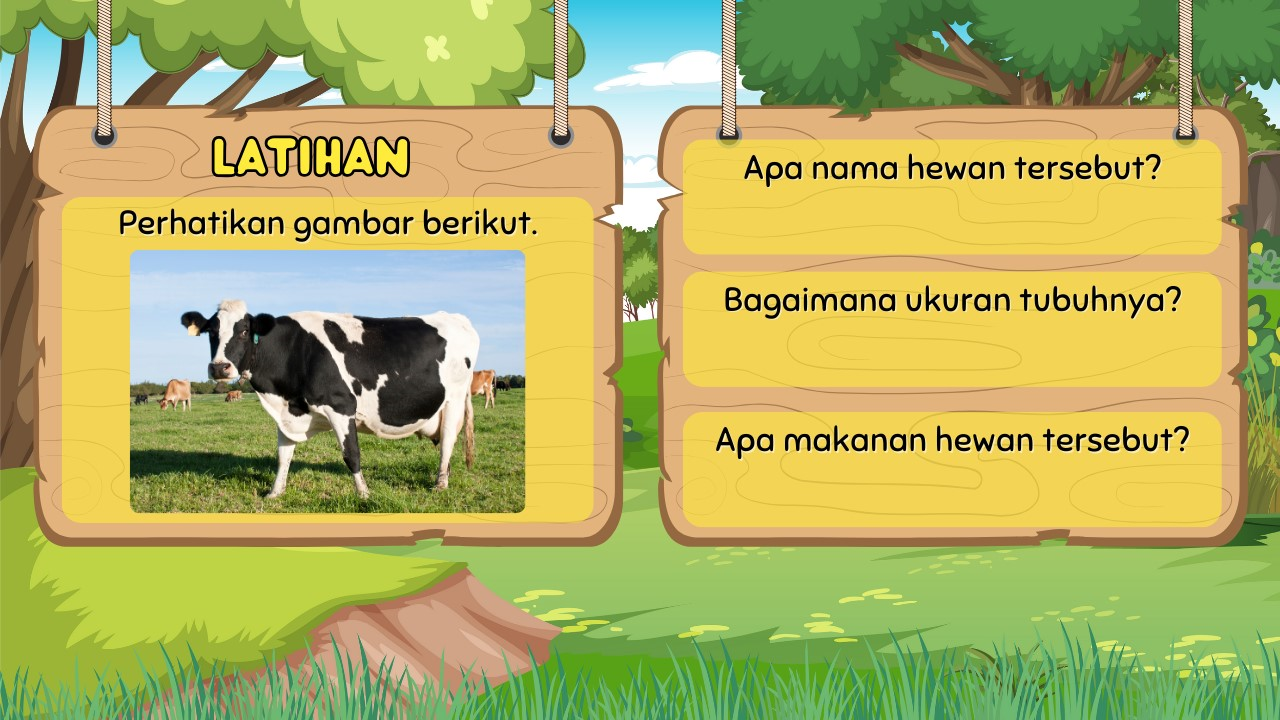 LATIHAN
Perhatikan gambar berikut.
Apa nama hewan tersebut?
Bagaimana ukuran tubuhnya?
Apa makanan hewan tersebut?